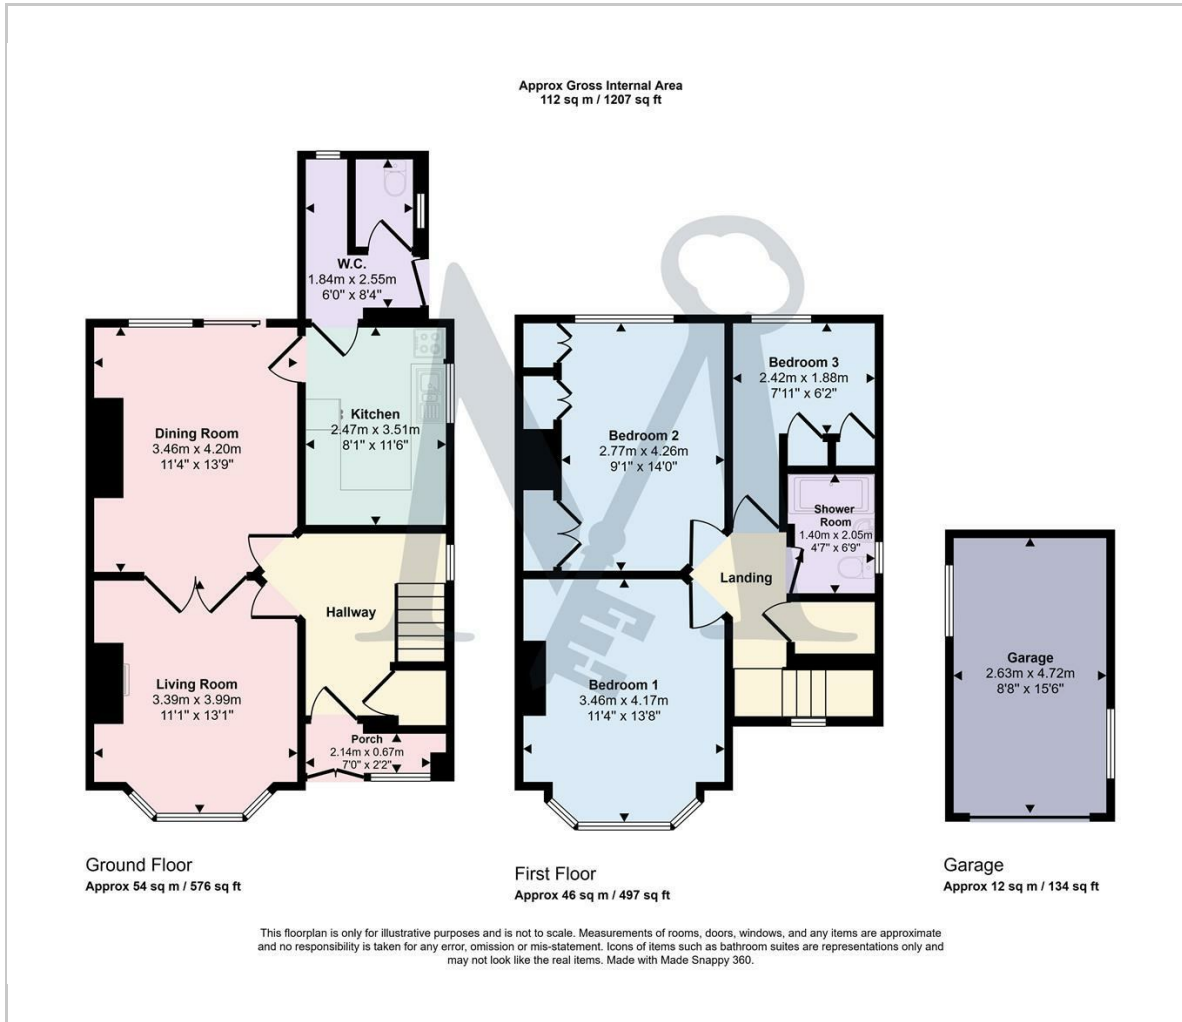 Approx Gross Internal Area
112 sq m / 1207 sq ft
W.C.
1.84m x 2.55m
6'0" x 8'4"
Dining Room
3.46m x 4.20m
11'4" x 13'9"
Kitchen
2.47m x 3.51m
8'1" x 11'6"
Hallway
Living Room
3.39m x 3.99m
11'1" x 13'1"
Porch
2.14m x 0.67m
7'0" x 2'2"
Ground Floor
Approx 54 sq m / 576 sq ft
Bedroom 3
2.42m x 1.88m
7'11" x 6'2"
Bedroom 2
2.77m x 4.26m
9'1" x 14'0"
Shower
Room
1.40m x 2.05m
4'7" x 6'9"
Landing
Bedroom 1
3.46m x 4.17m
11'4" x 13'8"
First Floor
Approx 46 sq m / 497 sq ft
Garage
2.63m x 4.72m
8'8" x 15'6"
Garage
Approx 12 sq m / 134 sq ft
This floorplan is only for illustrative purposes and is not to scale. Measurements of rooms, doors, windows, and any items are approximate
and no responsibility is taken for any error, omission or mis-statement. Icons of items such as bathroom suites are representations only and
may not look like the real items. Made with Made Snappy 360.